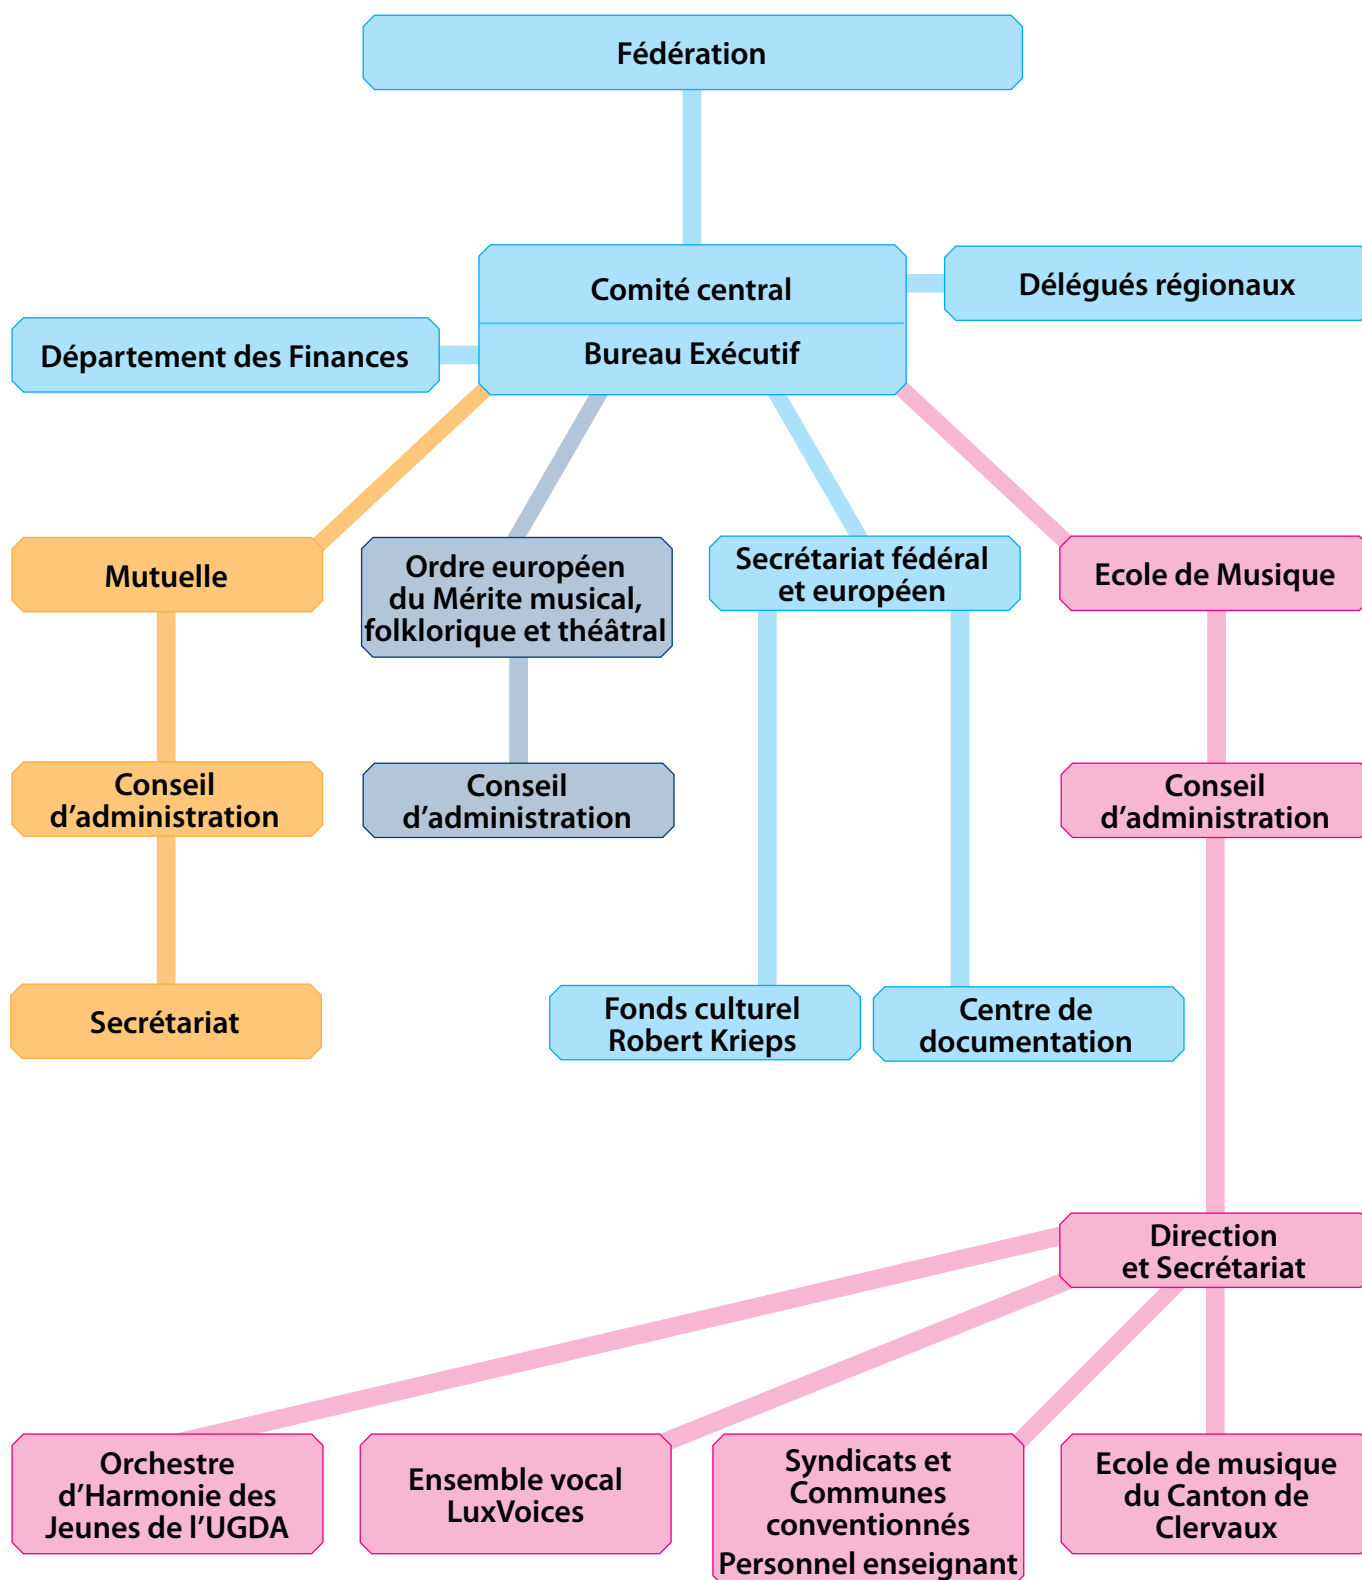 Fédération
Comité central
Délégués régionaux
Département des Finances
Bureau Exécutif
Mutuelle
Ordre européen
du Mérite musical,
folklorique et théâtral
Secrétariat fédéral
et européen
Ecole de Musique
Conseil
d’administration
Conseil
d’administration
Conseil
d’administration
Secrétariat
Fonds culturel
Robert Krieps
Centre de
documentation
Direction
et Secrétariat
Orchestre
d’Harmonie des
Jeunes de l’UGDA
Ensemble vocal
LuxVoices
Syndicats et
Communes
conventionnés
Personnel enseignant
Ecole de musique
du Canton de
Clervaux